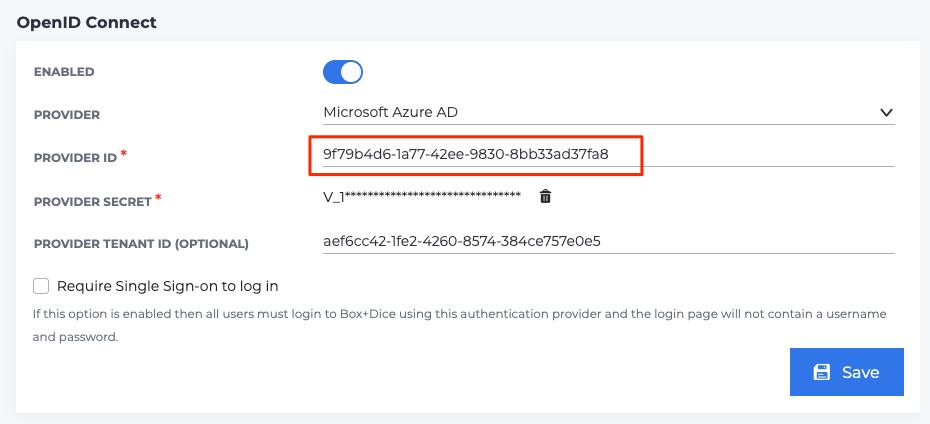 OpenID Connect
ENABLED
PROVIDER
Microsoft Azure AD
PROVIDER ID *
9f79b4d6-1a77-42ee-9830-8bb33ad37fa8
PROVIDER SECRET *
V_1*******************************
PROVIDER TENANT ID (OPTIONAL)
aef6cc42-1fe2-4260-8574-384ce757e0e5
Require Single Sign-on to log in
If this option is enabled then all users must login to Box+Dice using this authentication provider and the login page will not contain a username
and password.
Save